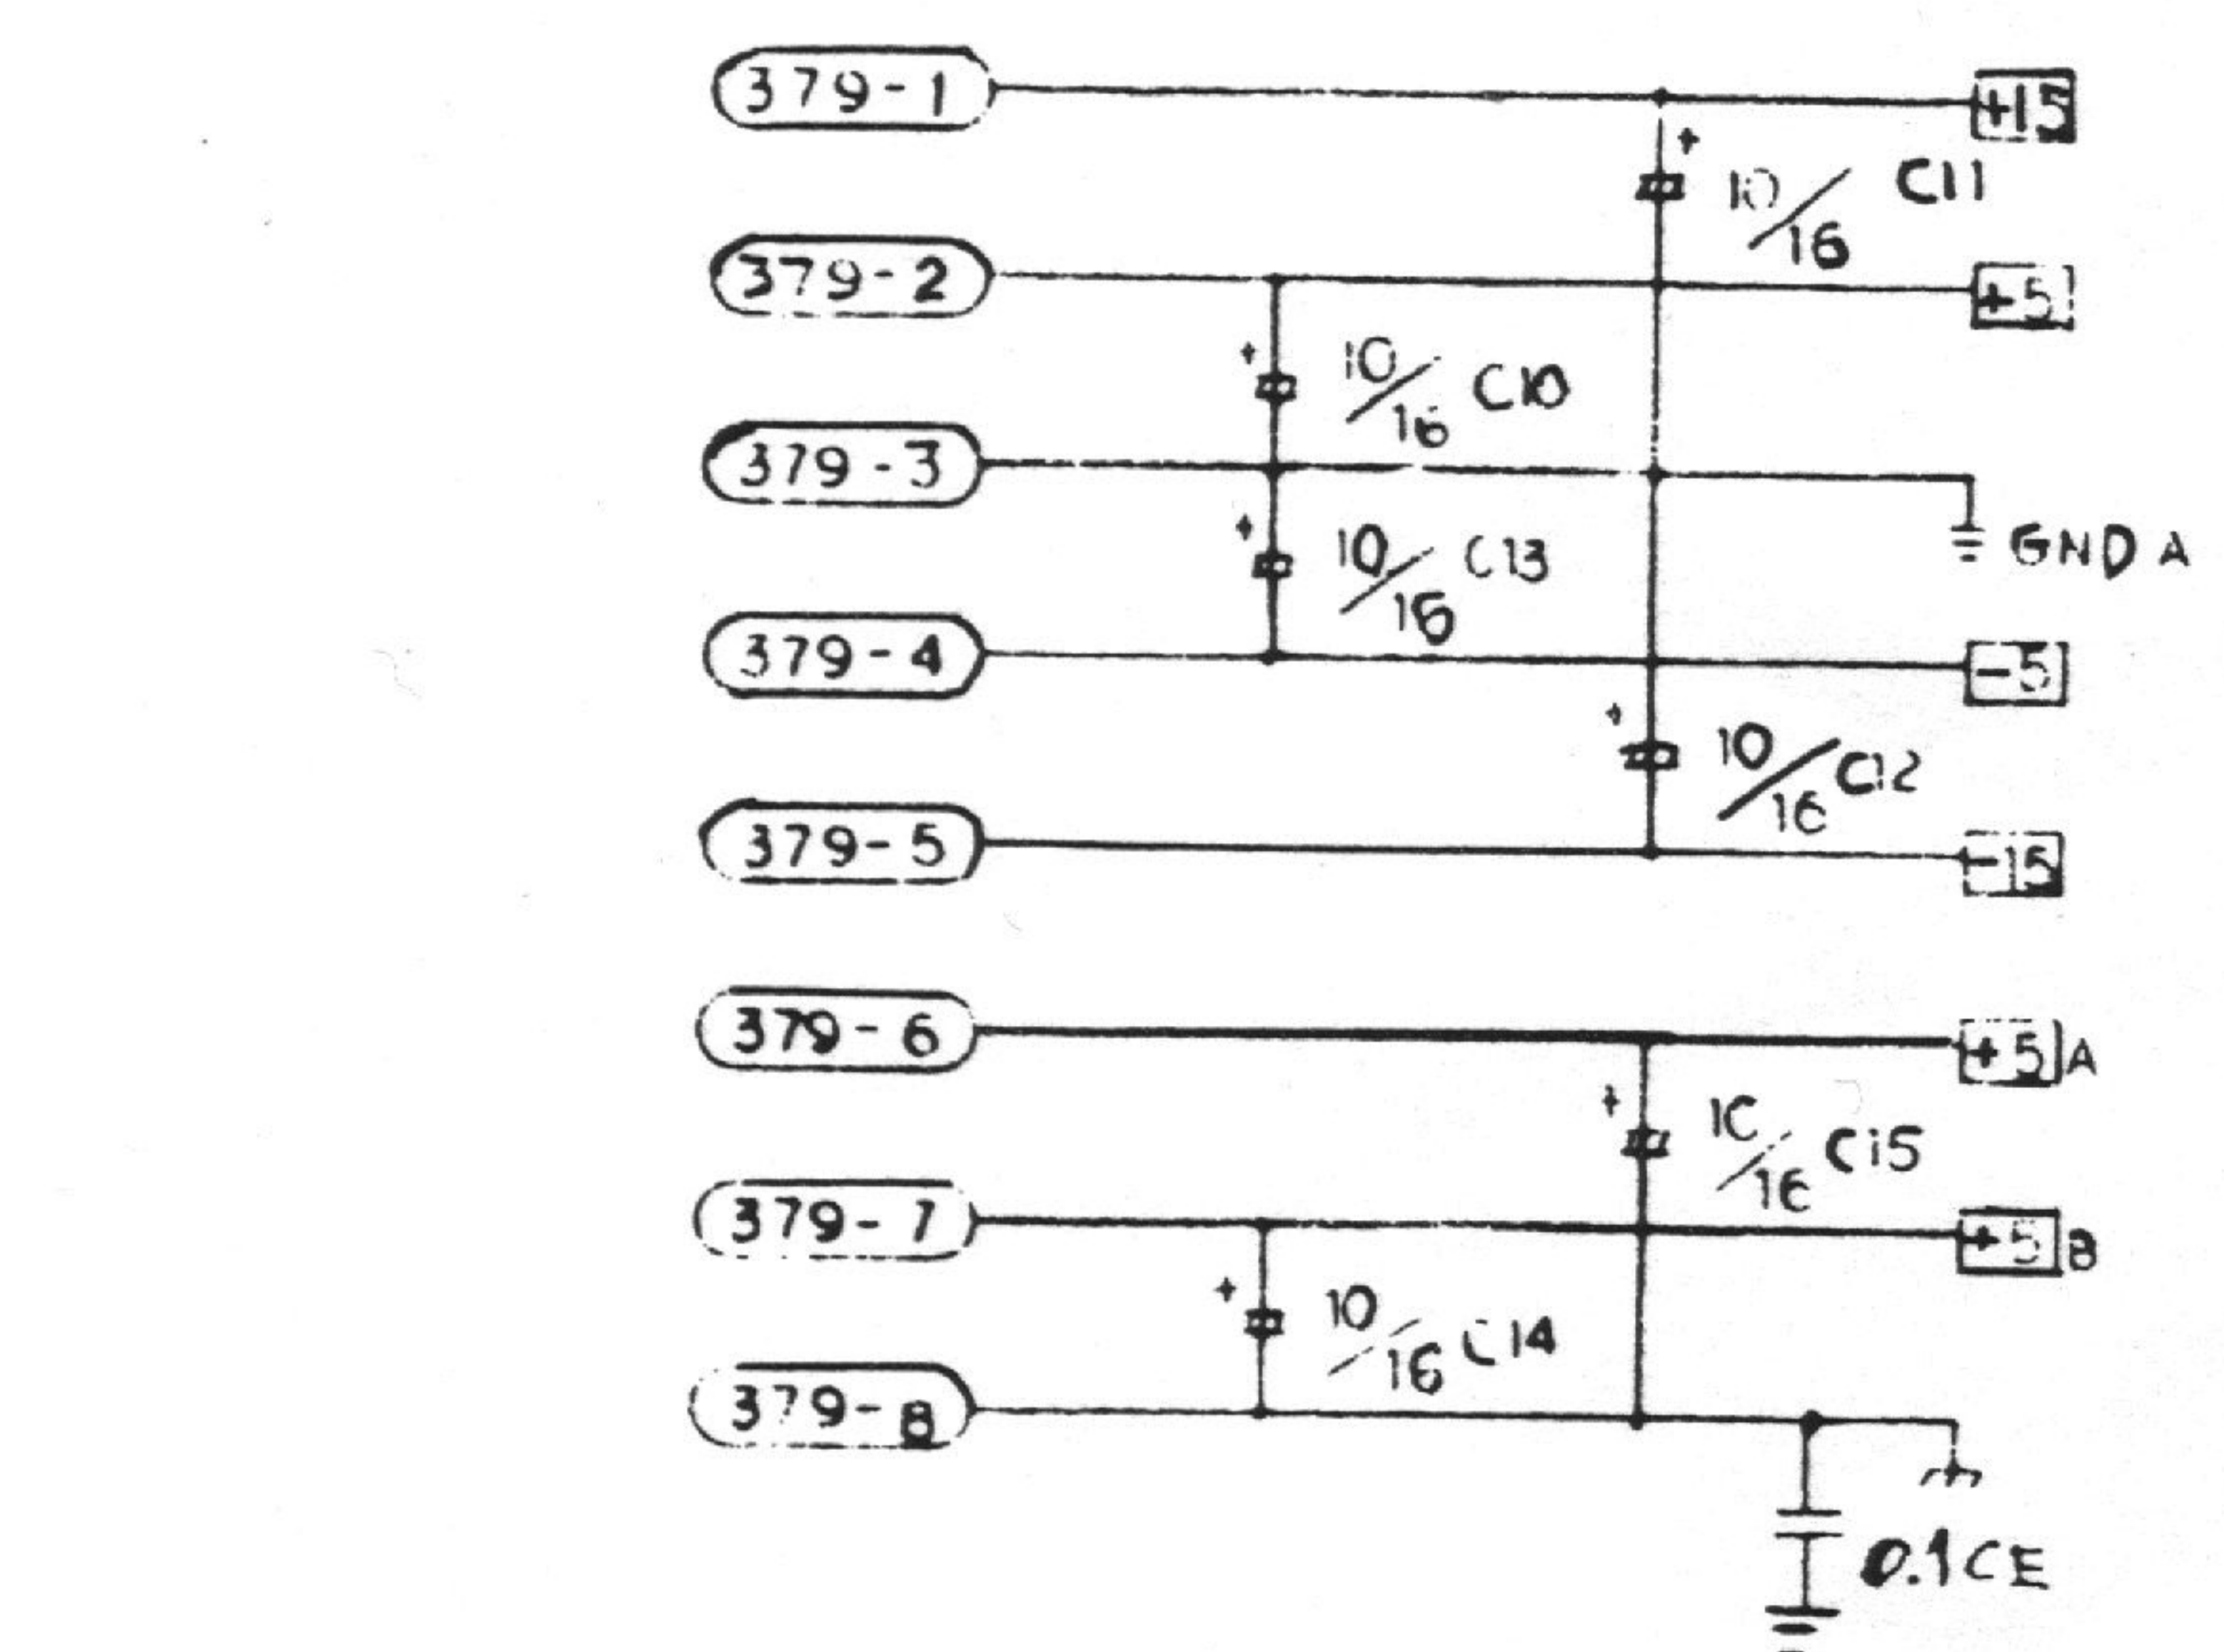 379-1 +15
+
10/16 C11
379-2 +5
+ 10/16 C10
379-3
+ 10/16 C13
GND A
379-4 -5
+ 10/16 C12
379-5 -15
379-6 +5 A
+ 10/16 C15
379-7 +5 B
+ 10/16 C14
379-8
0.1 CE